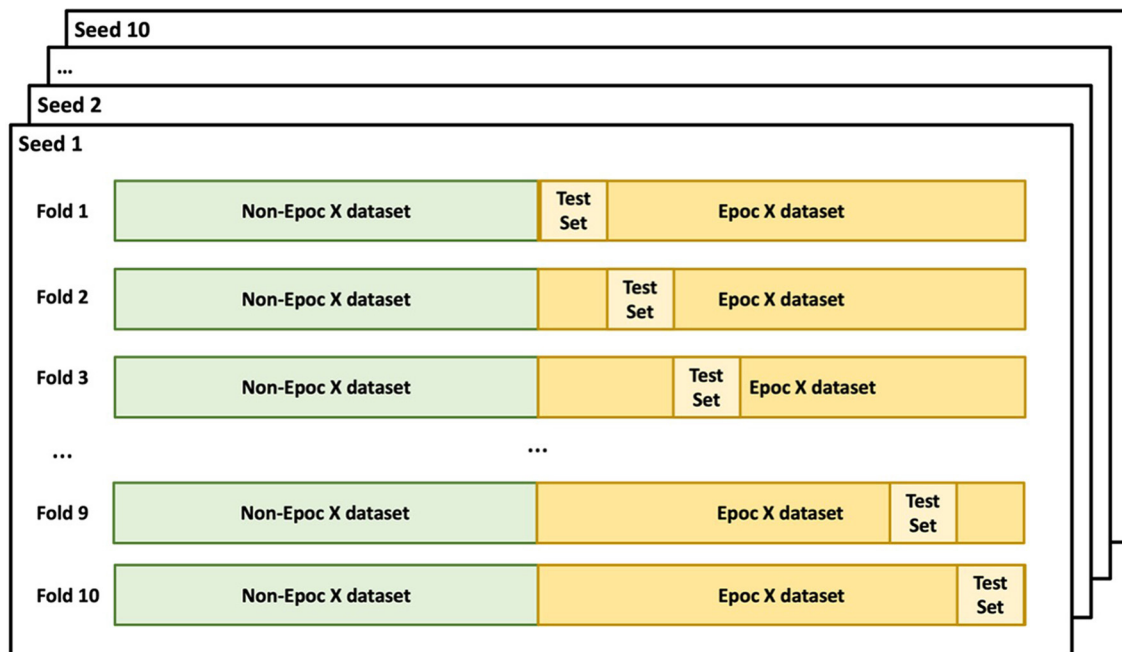 Seed 10
...
Seed 2
Seed 1
Fold 1
Non-Epoc X dataset
Test
Set
Epoc X dataset
Fold 2
Non-Epoc X dataset
Test
Set
Epoc X dataset
Fold 3
Non-Epoc X dataset
Test
Set
Epoc X dataset
...
...
Fold 9
Non-Epoc X dataset
Epoc X dataset
Test
Set
Fold 10
Non-Epoc X dataset
Epoc X dataset
Test
Set